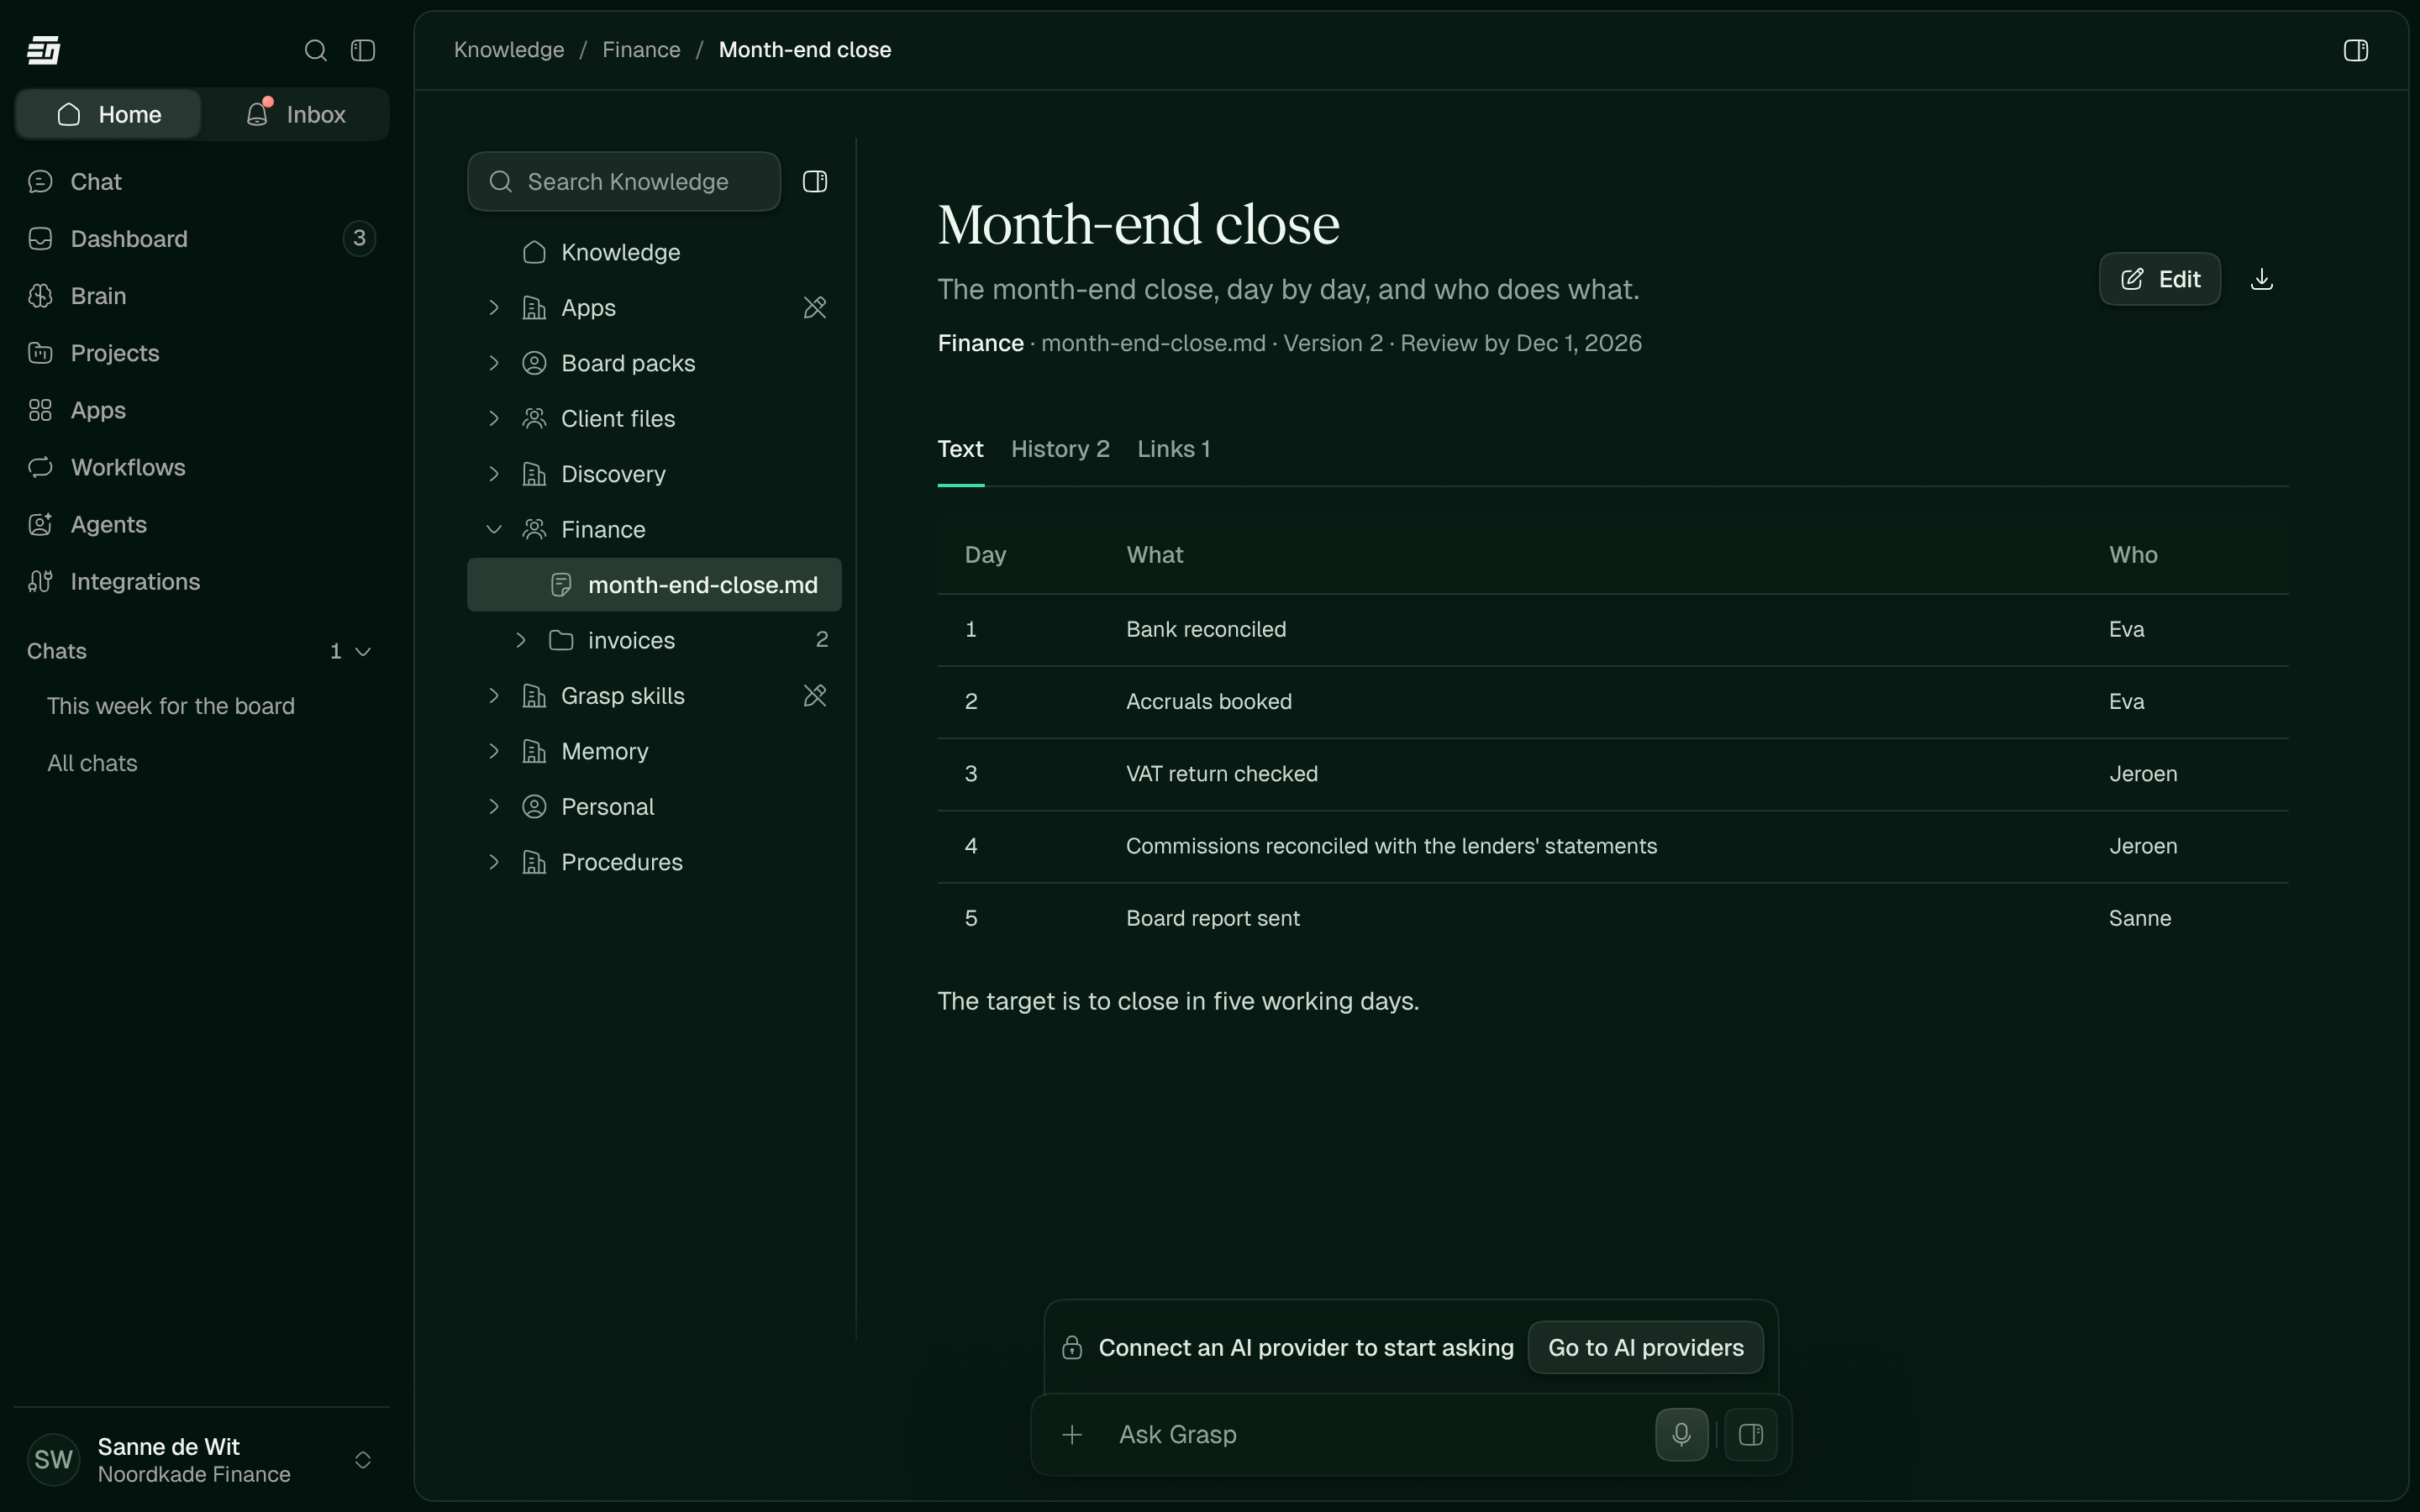 Knowledge / Finance / Month-end close
Home
Inbox
Chat
Dashboard 3
Brain
Projects
Apps
Workflows
Agents
Integrations
Chats 1
This week for the board
All chats
SW
Sanne de Wit
Noordkade Finance
Search Knowledge
Knowledge
Apps
Board packs
Client files
Discovery
Finance
month-end-close.md
invoices 2
Grasp skills
Memory
Personal
Procedures
Month-end close
The month-end close, day by day, and who does what.
Finance · month-end-close.md · Version 2 · Review by Dec 1, 2026
Edit
Text History 2 Links 1
Day What Who
1 Bank reconciled Eva
2 Accruals booked Eva
3 VAT return checked Jeroen
4 Commissions reconciled with the lenders' statements Jeroen
5 Board report sent Sanne
The target is to close in five working days.
Connect an AI provider to start asking Go to AI providers
Ask Grasp